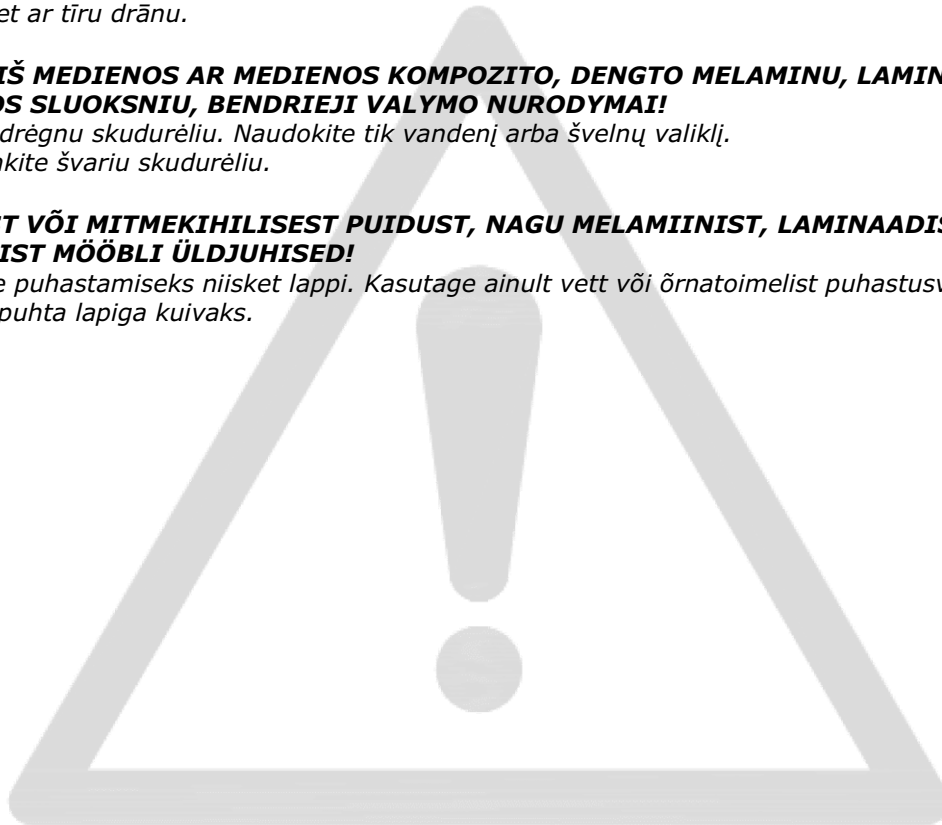 et ar tīru drānu.
IŠ MEDIENOS AR MEDIENOS KOMPOZITO, DENGTO MELAMINU, LAMIN
OS SLUOKSNIU, BENDRIEJI VALYMO NURODYMAI!
drėgnu skudurėliu. Naudokite tik vandenį arba švelnų valiklį.
kite švariu skudurėliu.
T VÕI MITMEKIHILISEST PUIDUST, NAGU MELAMIINIST, LAMINAADIS
IST MÖÖBLI ÜLDJUHISED!
e puhastamiseks niisket lappi. Kasutage ainult vett või õrnatoimelist puhastusv
puhta lapiga kuivaks.